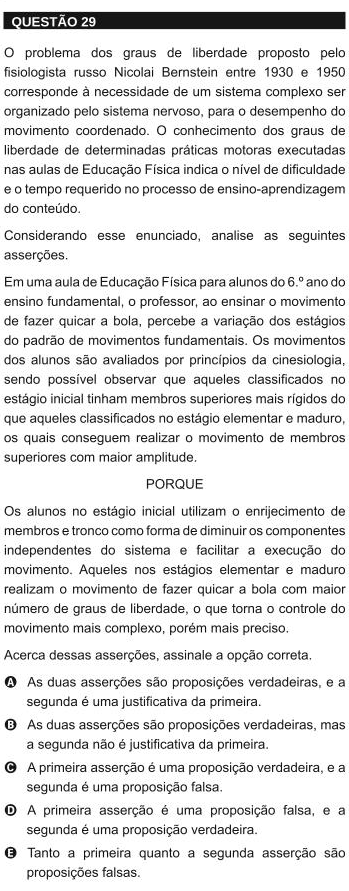 QUESTÃO 29
O problema dos graus de liberdade proposto pelo
fisiologista russo Nicolai Bernstein entre 1930 e 1950
corresponde à necessidade de um sistema complexo ser
organizado pelo sistema nervoso, para o desempenho do
movimento coordenado. O conhecimento dos graus de
liberdade de determinadas práticas motoras executadas
nas aulas de Educação Física indica o nível de dificuldade
e o tempo requerido no processo de ensino-aprendizagem
do conteúdo.
Considerando esse enunciado, analise as seguintes
asserções.
Em uma aula de Educação Física para alunos do 6.º ano do
ensino fundamental, o professor, ao ensinar o movimento
de fazer quicar a bola, percebe a variação dos estágios
do padrão de movimentos fundamentais. Os movimentos
dos alunos são avaliados por princípios da cinesiologia,
sendo possível observar que aqueles classificados no
estágio inicial tinham membros superiores mais rígidos do
que aqueles classificados no estágio elementar e maduro,
os quais conseguem realizar o movimento de membros
superiores com maior amplitude.
PORQUE
Os alunos no estágio inicial utilizam o enrijecimento de
membros e tronco como forma de diminuir os componentes
independentes do sistema e facilitar a execução do
movimento. Aqueles nos estágios elementar e maduro
realizam o movimento de fazer quicar a bola com maior
número de graus de liberdade, o que torna o controle do
movimento mais complexo, porém mais preciso.
Acerca dessas asserções, assinale a opção correta.
A As duas asserções são proposições verdadeiras, e a
segunda é uma justificativa da primeira.
B As duas asserções são proposições verdadeiras, mas
a segunda não é justificativa da primeira.
C A primeira asserção é uma proposição verdadeira, e a
segunda é uma proposição falsa.
D A primeira asserção é uma proposição falsa, e a
segunda é uma proposição verdadeira.
E Tanto a primeira quanto a segunda asserção são
proposições falsas.